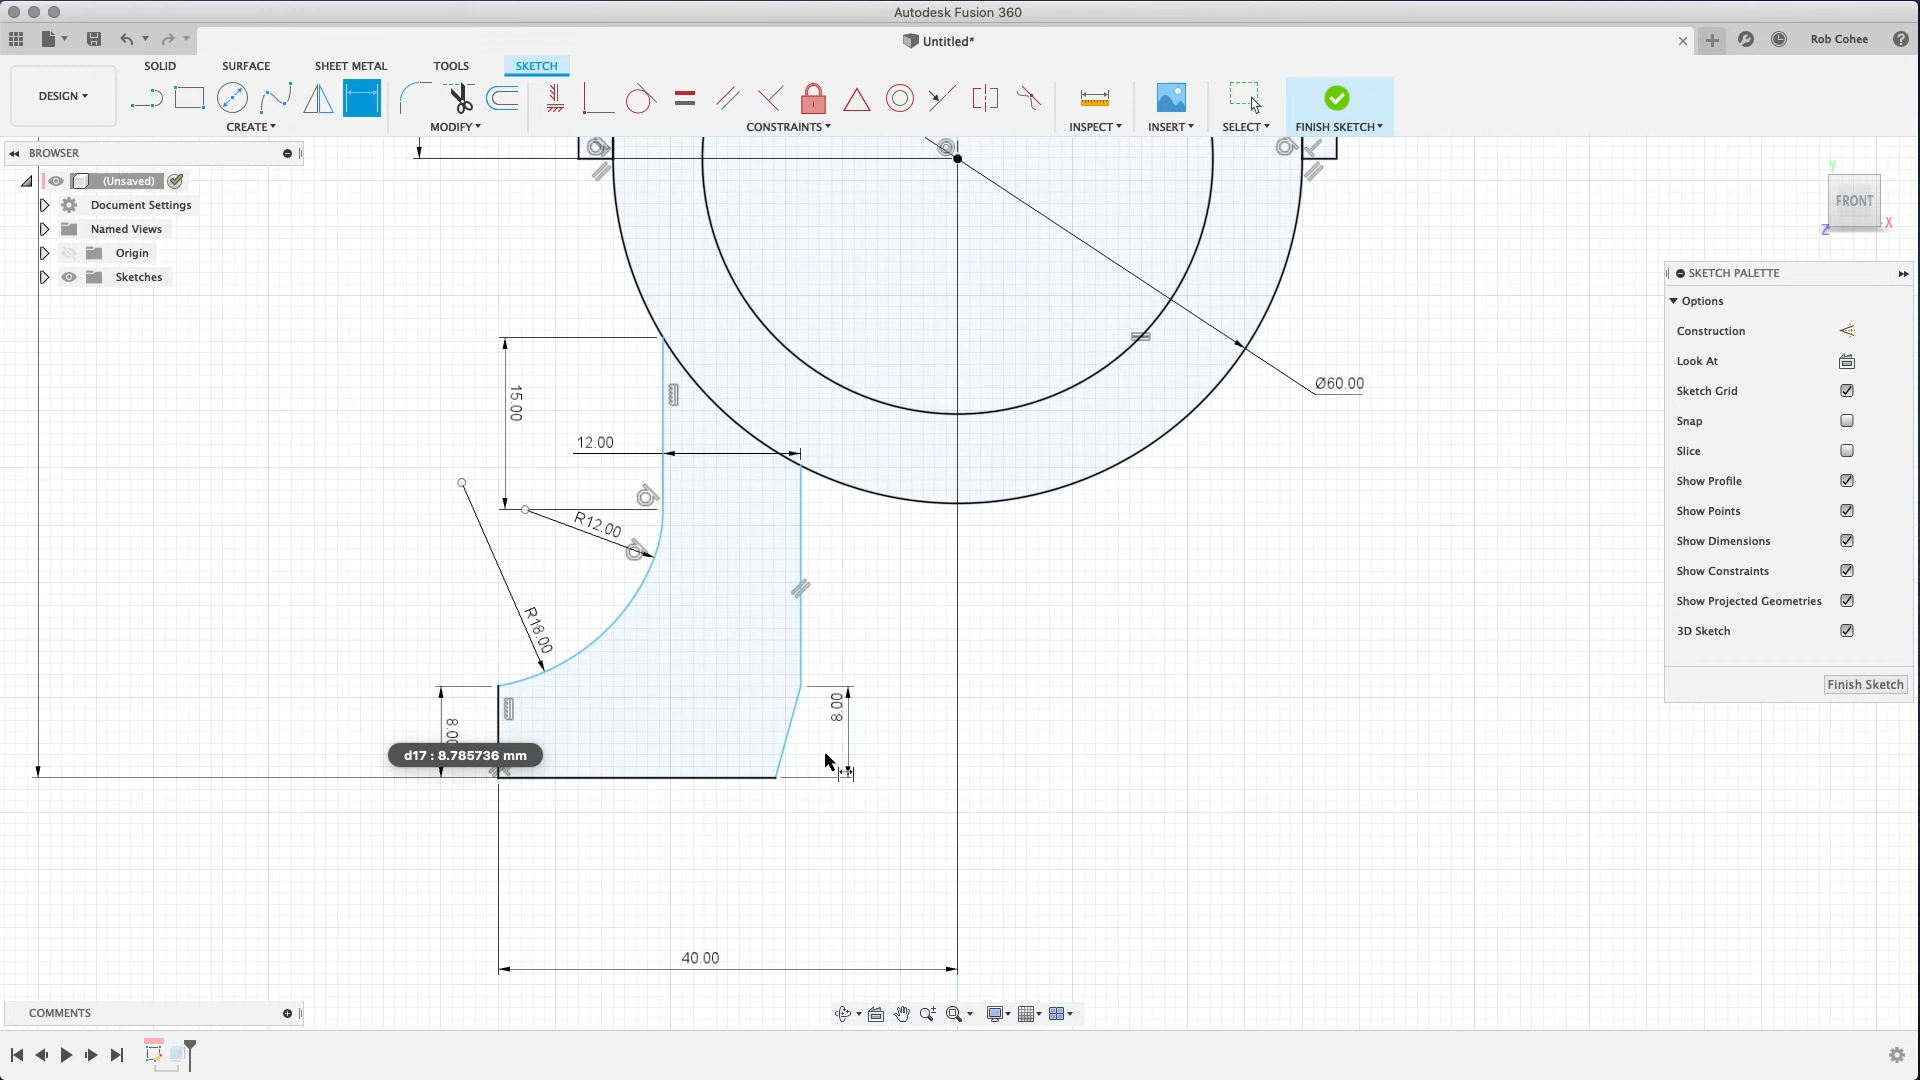 Autodesk Fusion 360
Untitled*
Rob Cohee
DESIGN
SOLID
SURFACE
SHEET METAL
TOOLS
SKETCH
CREATE
MODIFY
CONSTRAINTS
INSPECT
INSERT
SELECT
FINISH SKETCH
BROWSER
(Unsaved)
Document Settings
Named Views
Origin
Sketches
Y
FRONT
Z
X
SKETCH PALETTE
Options
Construction
Look At
Sketch Grid
Snap
Slice
Show Profile
Show Points
Show Dimensions
Show Constraints
Show Projected Geometries
3D Sketch
Finish Sketch
Ø60.00
15.00
12.00
R12.00
R18.00
8.00
8.00
d17 : 8.785736 mm
40.00
COMMENTS